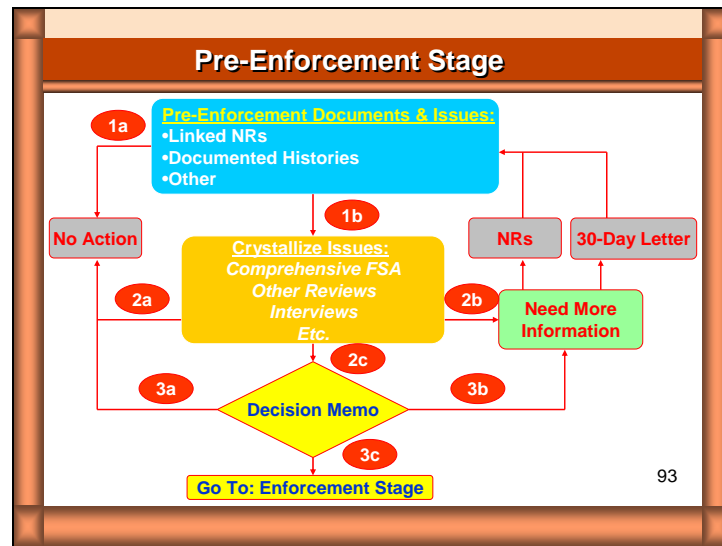 Pre-Enforcement Stage
Pre-Enforcement Documents & Issues:
•Linked NRs
•Documented Histories
•Other
1a
1b
No Action
NRs
30-Day Letter
Crystallize Issues:
Comprehensive FSA
Other Reviews
Interviews
Etc.
2a
2b
Need More
Information
2c
3a
Decision Memo
3b
3c
Go To: Enforcement Stage
93